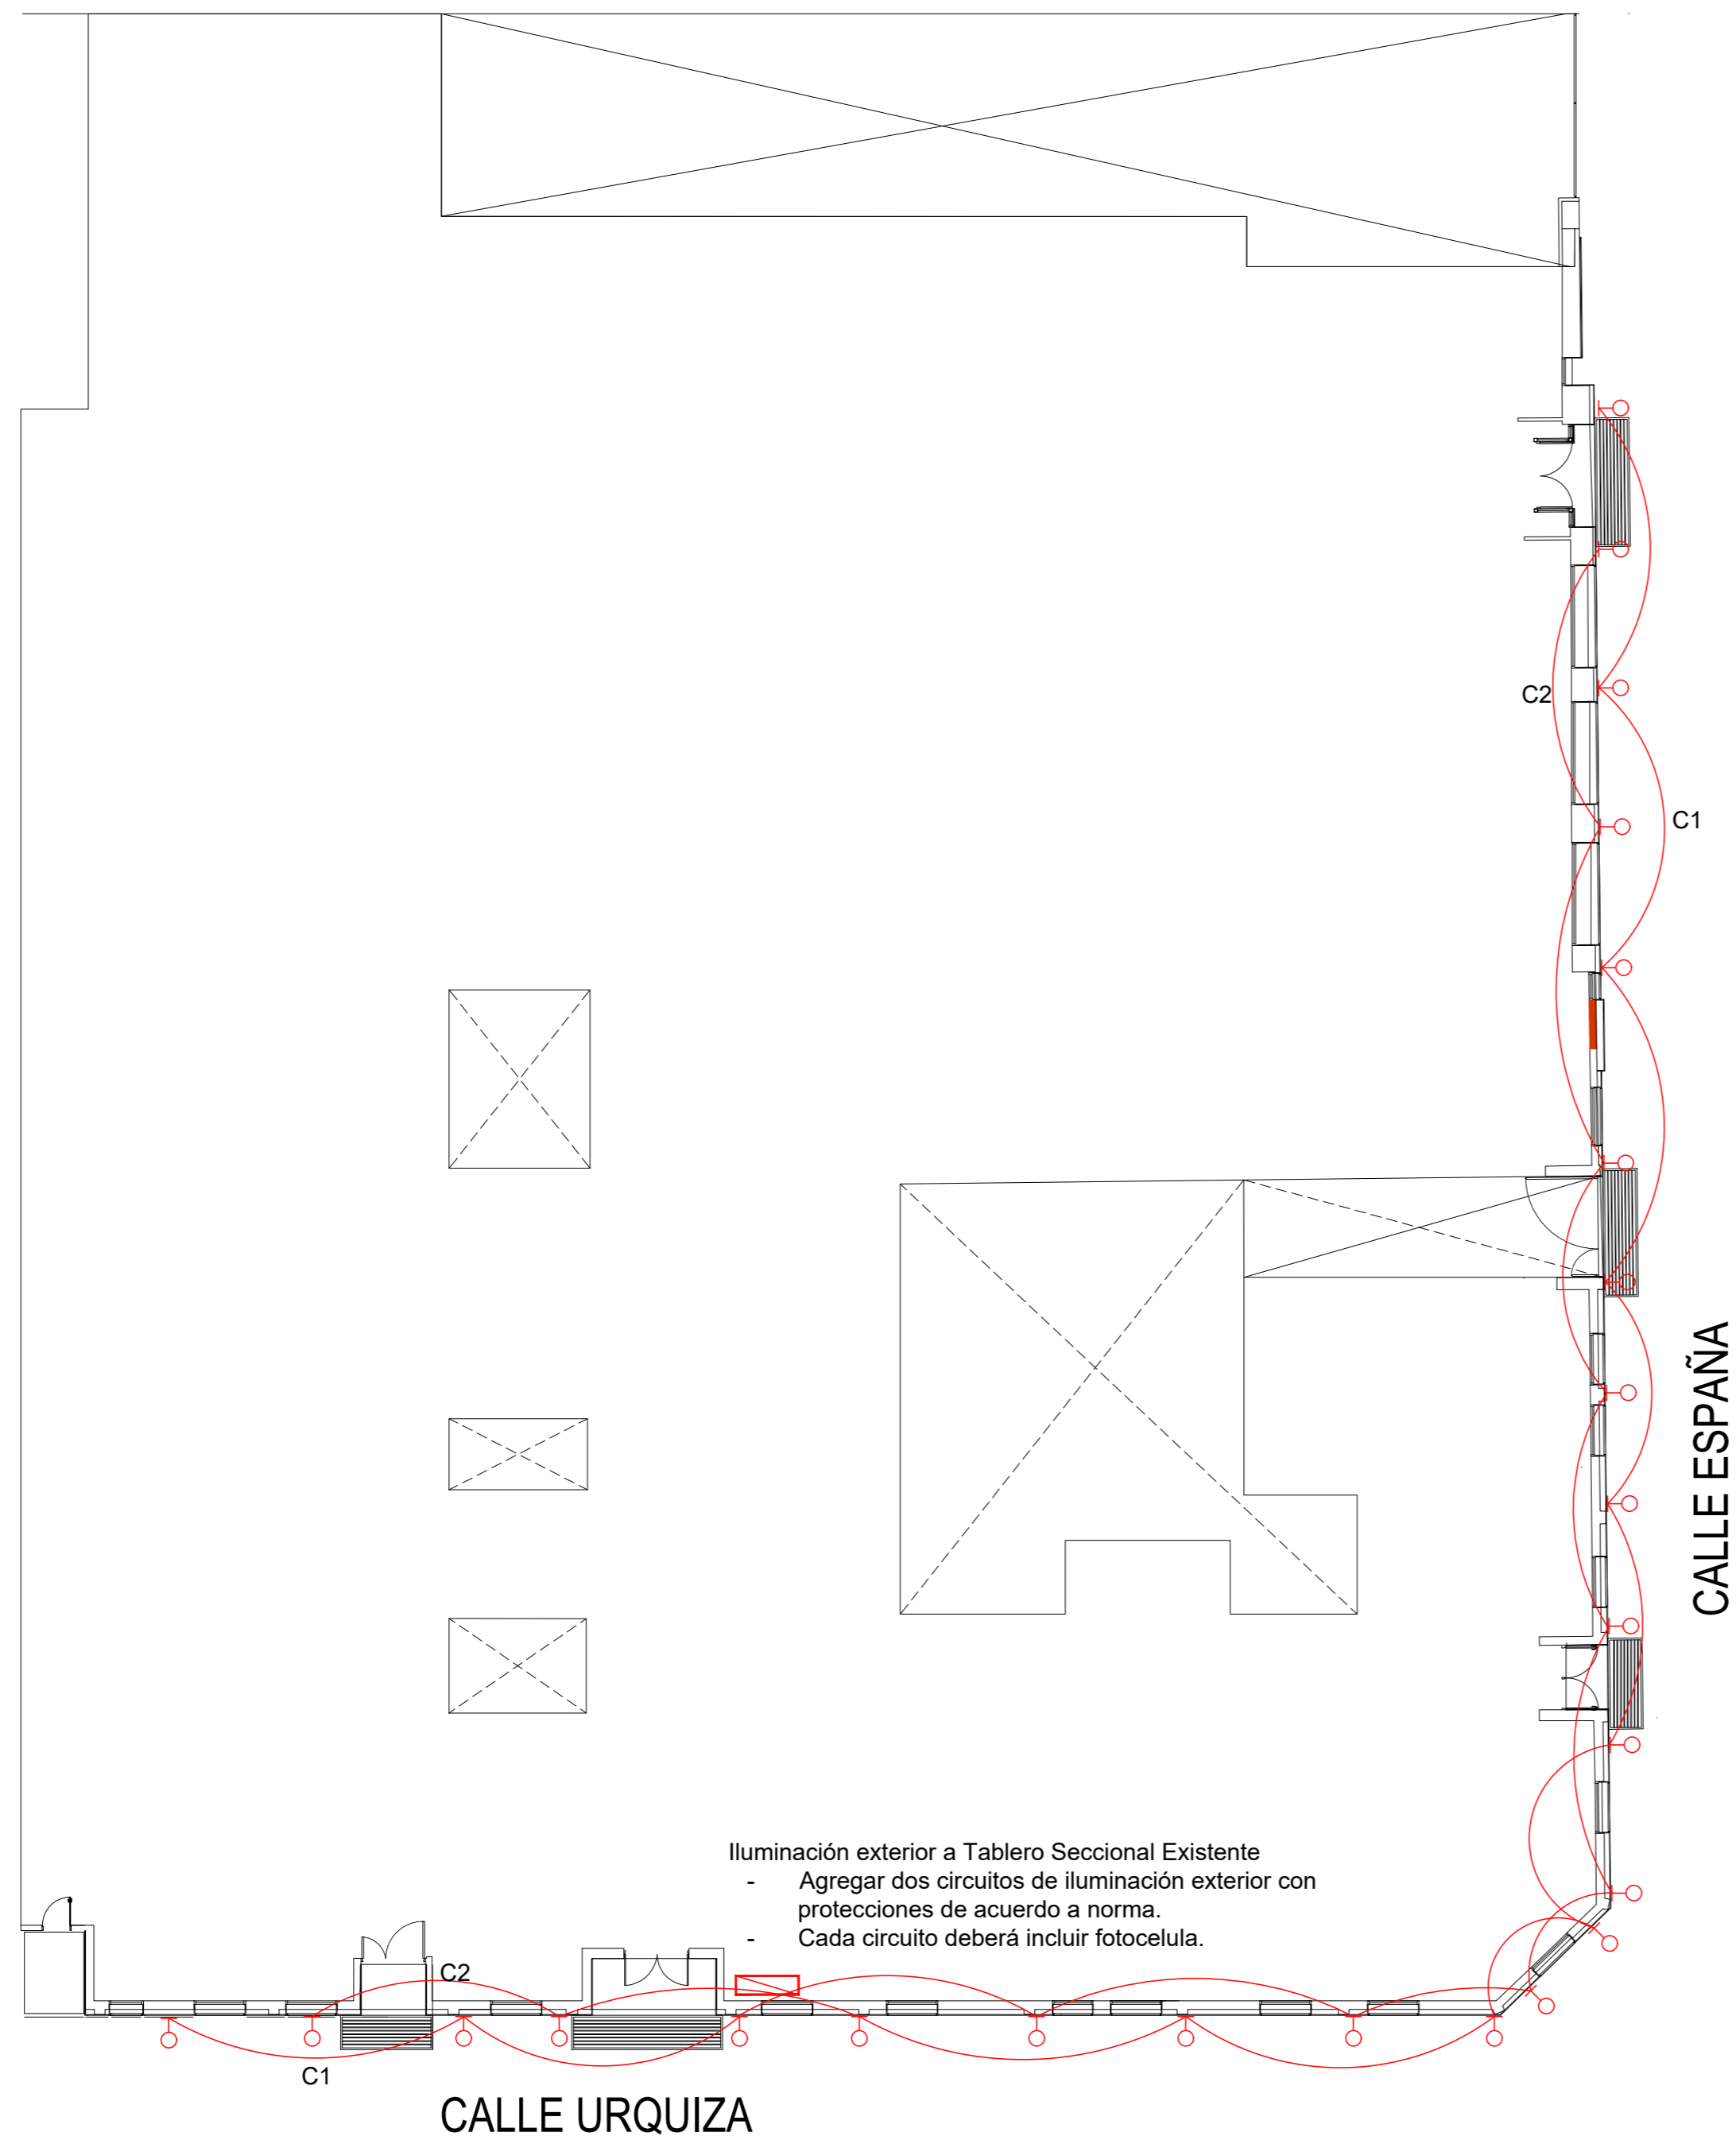 C2
C1
CALLE ESPAÑA
Iluminación exterior a Tablero Seccional Existente
- Agregar dos circuitos de iluminación exterior con
protecciones de acuerdo a norma.
- Cada circuito deberá incluir fotocelula.
C2
C1
CALLE URQUIZA